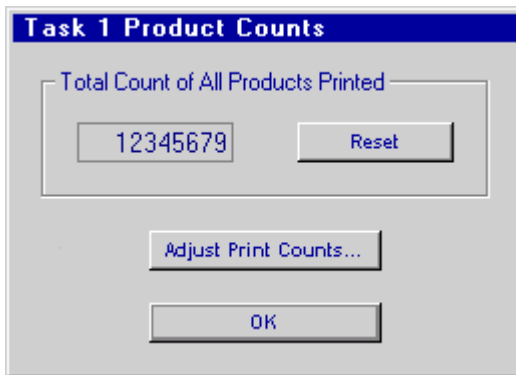 Task 1 Product Counts
Total Count of All Products Printed
12345679
Reset
Adjust Print Counts...
OK